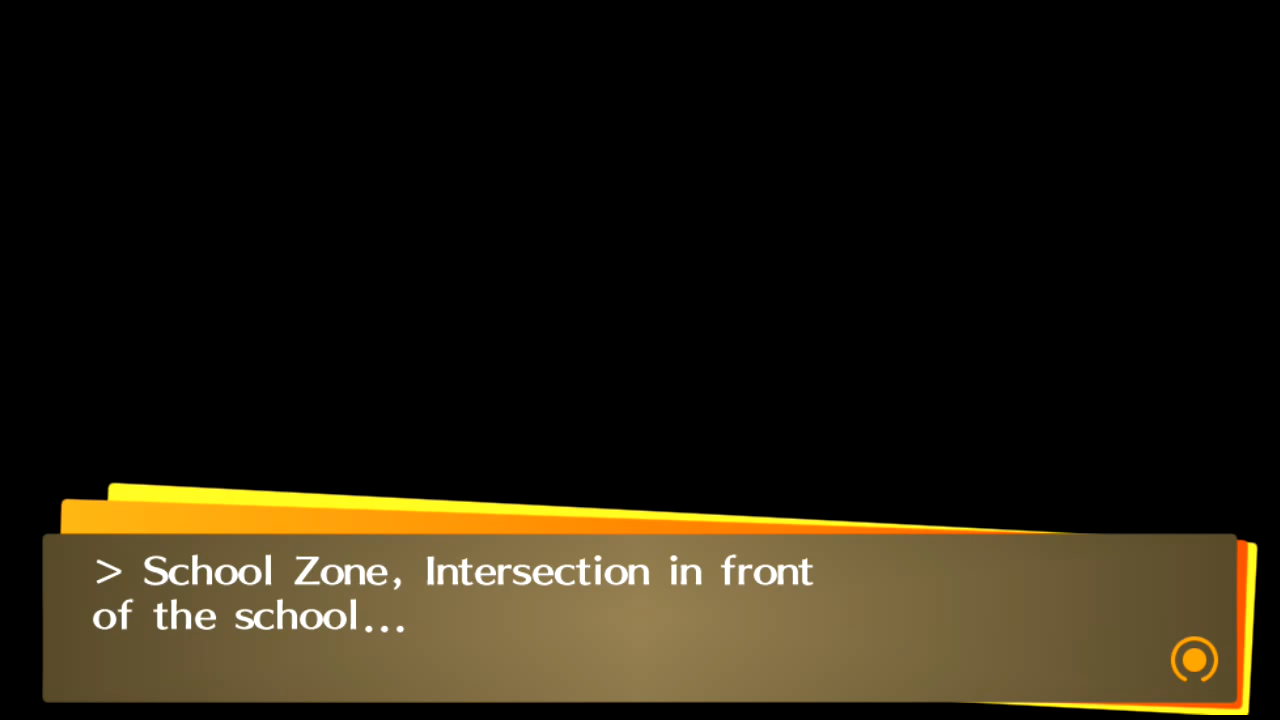 > School Zone, Intersection in front
of the school...